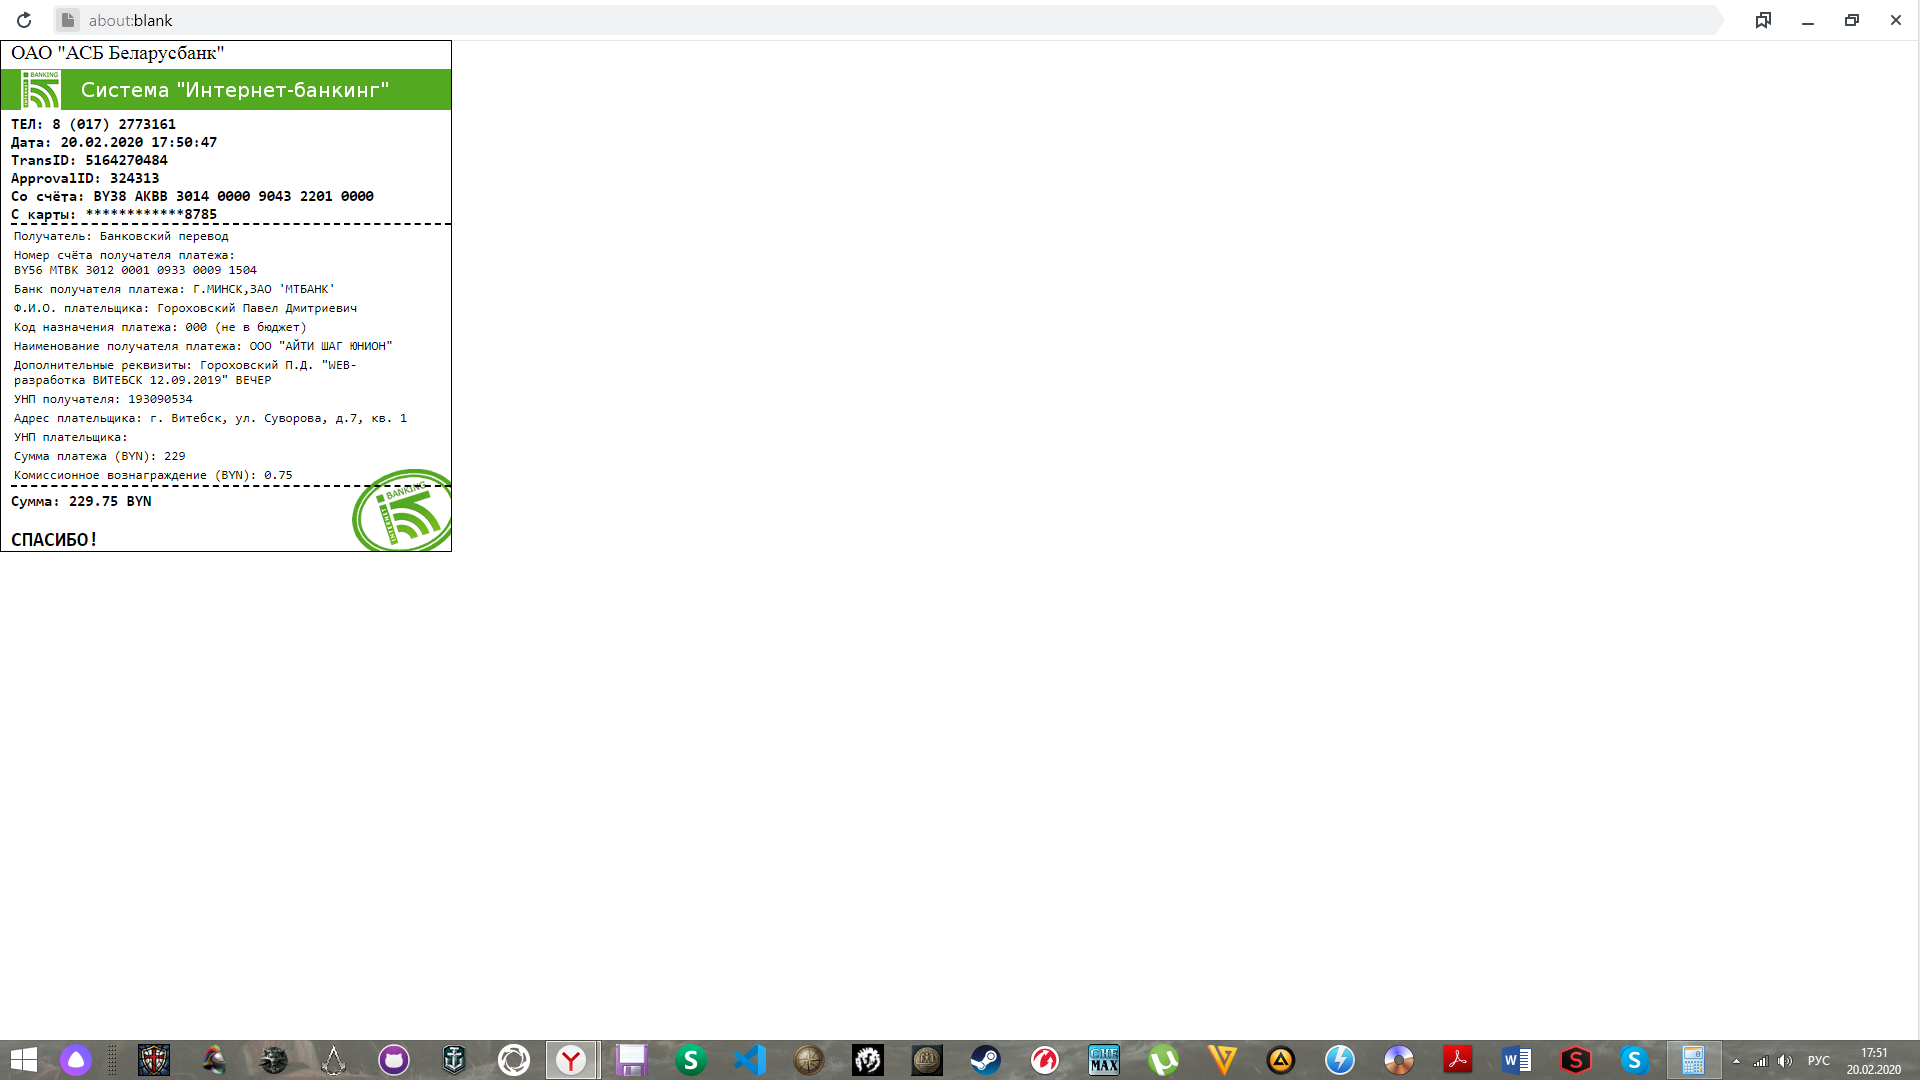 about:blank
ОАО "АСБ Беларусбанк"
BANKING
INTERNET
Система "Интернет-банкинг"
ТЕЛ: 8 (017) 2773161
Дата: 20.02.2020 17:50:47
TransID: 5164270484
ApprovalID: 324313
Со счёта: BY38 AKBB 3014 0000 9043 2201 0000
С карты: ************8785
Получатель: Банковский перевод
Номер счёта получателя платежа:
BY56 MTBK 3012 0001 0933 0009 1504
Банк получателя платежа: Г.МИНСК,ЗАО 'МТБАНК'
Ф.И.О. плательщика: Гороховский Павел Дмитриевич
Код назначения платежа: 000 (не в бюджет)
Наименование получателя платежа: ООО "АЙТИ ШАГ ЮНИОН"
Дополнительные реквизиты: Гороховский П.Д. "WEB-
разработка ВИТЕБСК 12.09.2019" ВЕЧЕР
УНП получателя: 193090534
Адрес плательщика: г. Витебск, ул. Суворова, д.7, кв. 1
УНП плательщика:
Сумма платежа (BYN): 229
Комиссионное вознаграждение (BYN): 0.75
BANKING
INTERNET
Сумма: 229.75 BYN
СПАСИБО!
CHE
MAX
РУС
17:51
20.02.2020